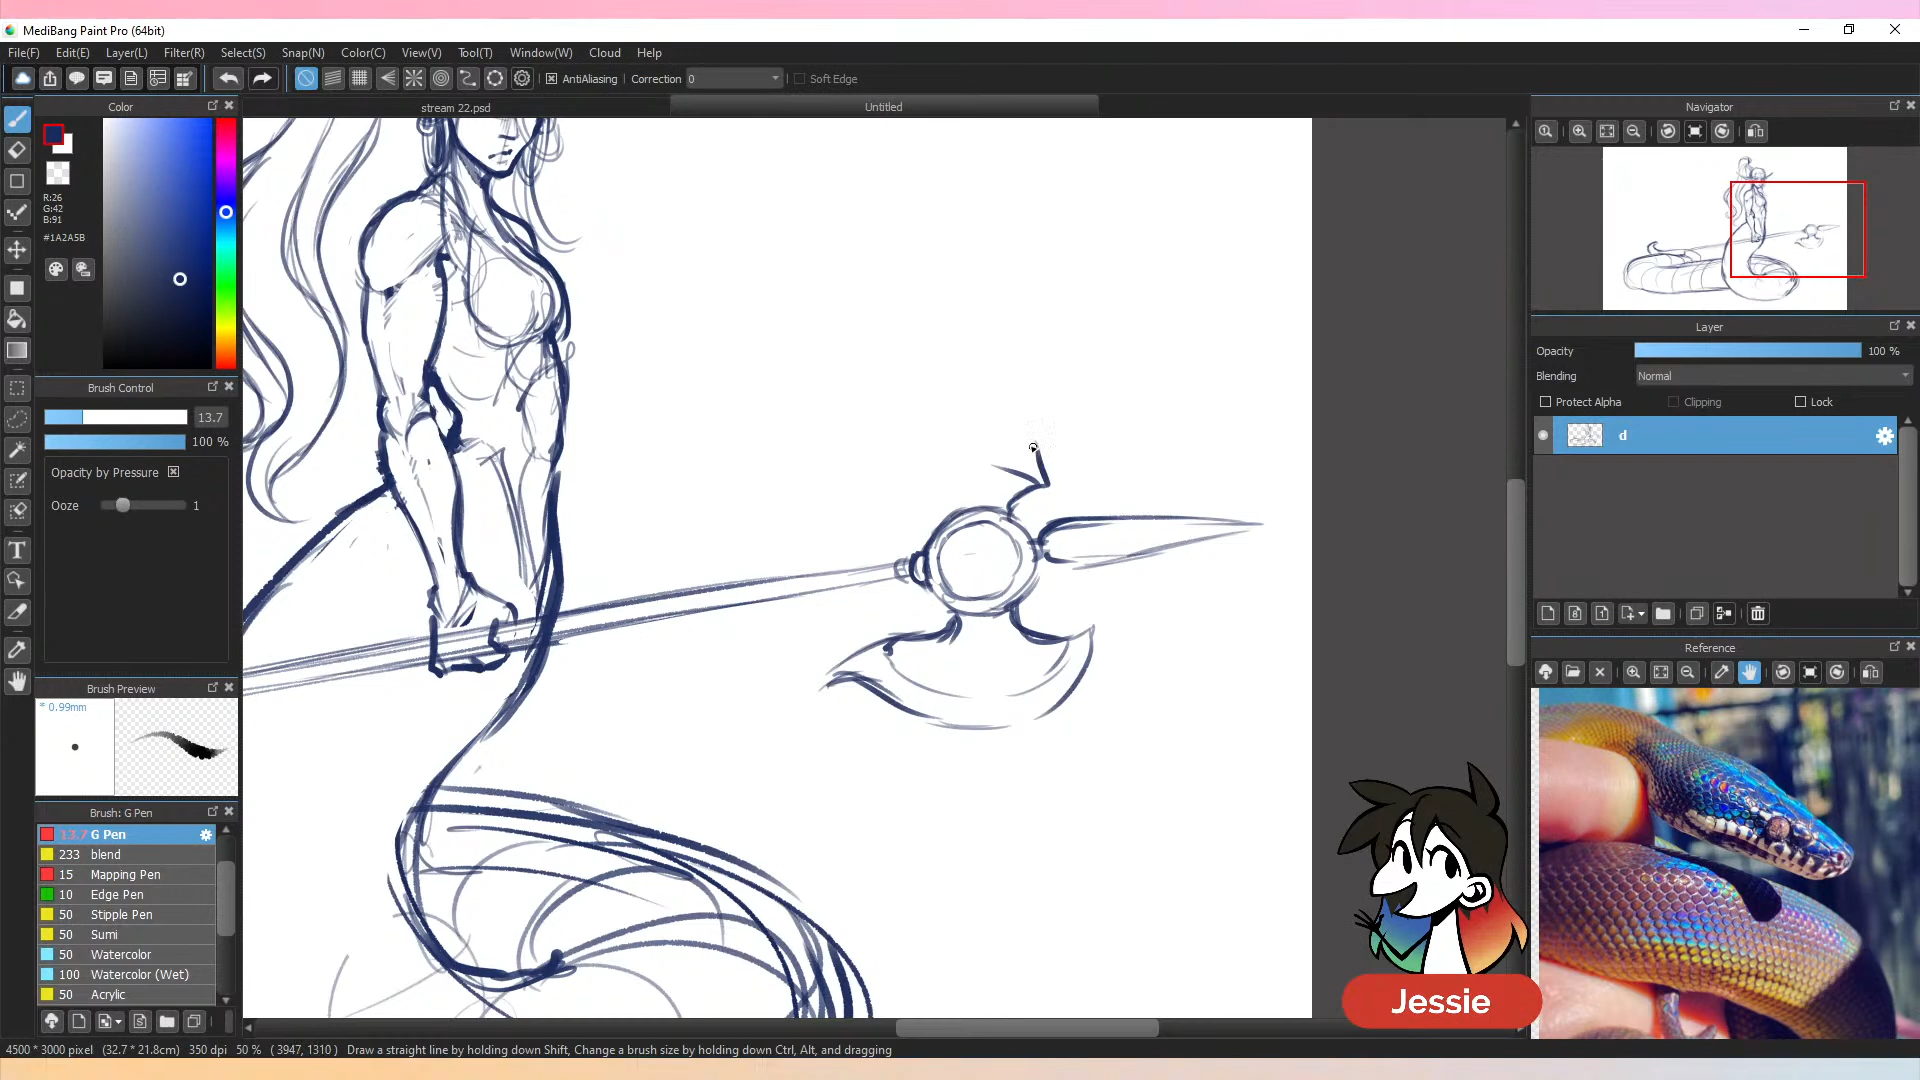 MediBang Paint Pro (64bit)
File(F) Edit(E) Layer(L) Filter(R) Select(S) Snap(N) Color(C) View(V) Tool(T) Window(W) Cloud Help
AntiAliasing Correction 0 Soft Edge
Color
stream 22.psd
Untitled
Navigator
R:26
G:42
B:91
#1A2A5B
Layer
Opacity 100 %
Blending Normal
Protect Alpha Clipping Lock
d
Brush Control
13.7
100 %
Opacity by Pressure
Ooze 1
Reference
Brush Preview
* 0.99mm
Brush: G Pen
13.7 G Pen
233 blend
15 Mapping Pen
10 Edge Pen
50 Stipple Pen
50 Sumi
50 Watercolor
100 Watercolor (Wet)
50 Acrylic
Jessie
4500 * 3000 pixel (32.7 * 21.8cm) 350 dpi 50 % ( 3947, 1310 ) Draw a straight line by holding down Shift, Change a brush size by holding down Ctrl, Alt, and dragging